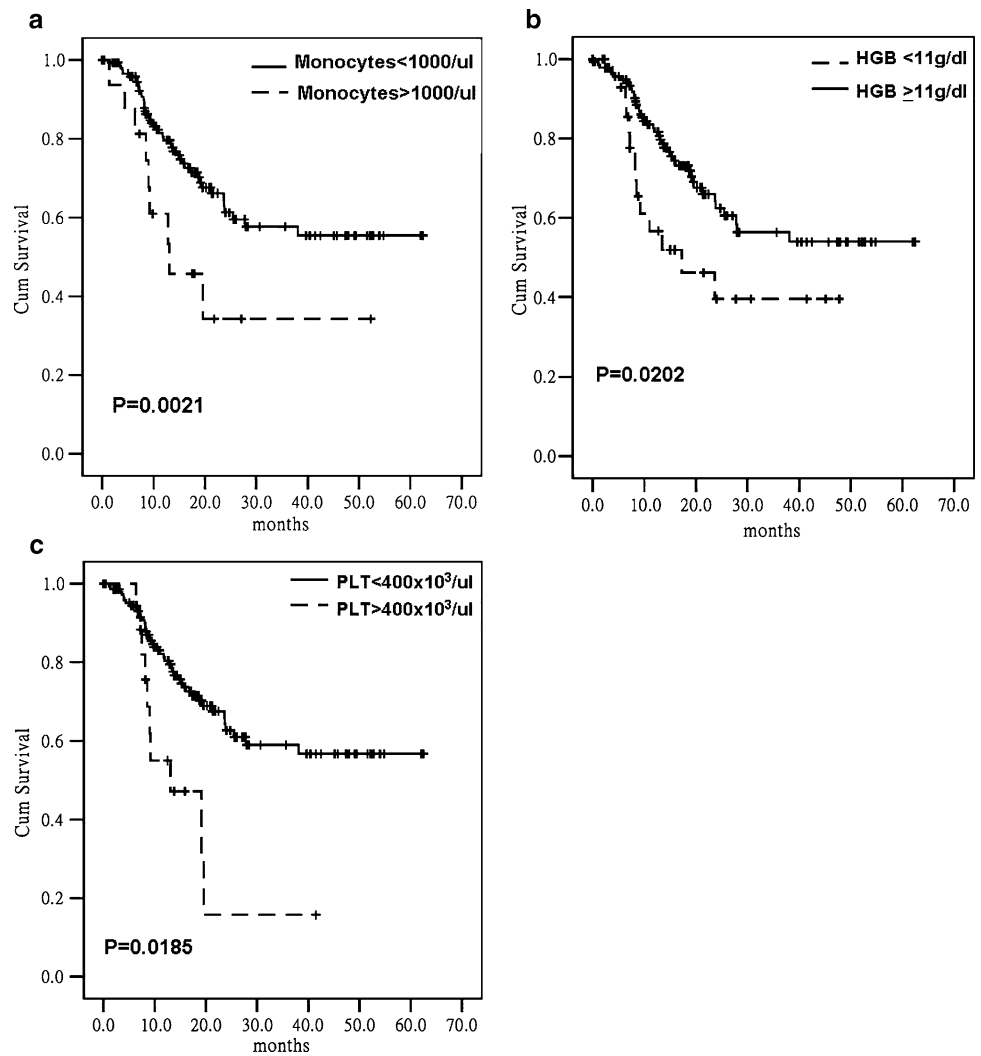 a
Monocytes<1000/ul
Monocytes>1000/ul
Cum Survival
1.0
0.8
0.6
0.4
0.2
0.0
P=0.0021
0.0 10.0 20.0 30.0 40.0 50.0 60.0 70.0
months
b
HGB <11g/dl
HGB ≥11g/dl
Cum Survival
1.0
0.8
0.6
0.4
0.2
0.0
P=0.0202
0.0 10.0 20.0 30.0 40.0 50.0 60.0 70.0
months
c
PLT<400x10³/ul
PLT>400x10³/ul
Cum Survival
1.0
0.8
0.6
0.4
0.2
0.0
P=0.0185
0.0 10.0 20.0 30.0 40.0 50.0 60.0 70.0
months